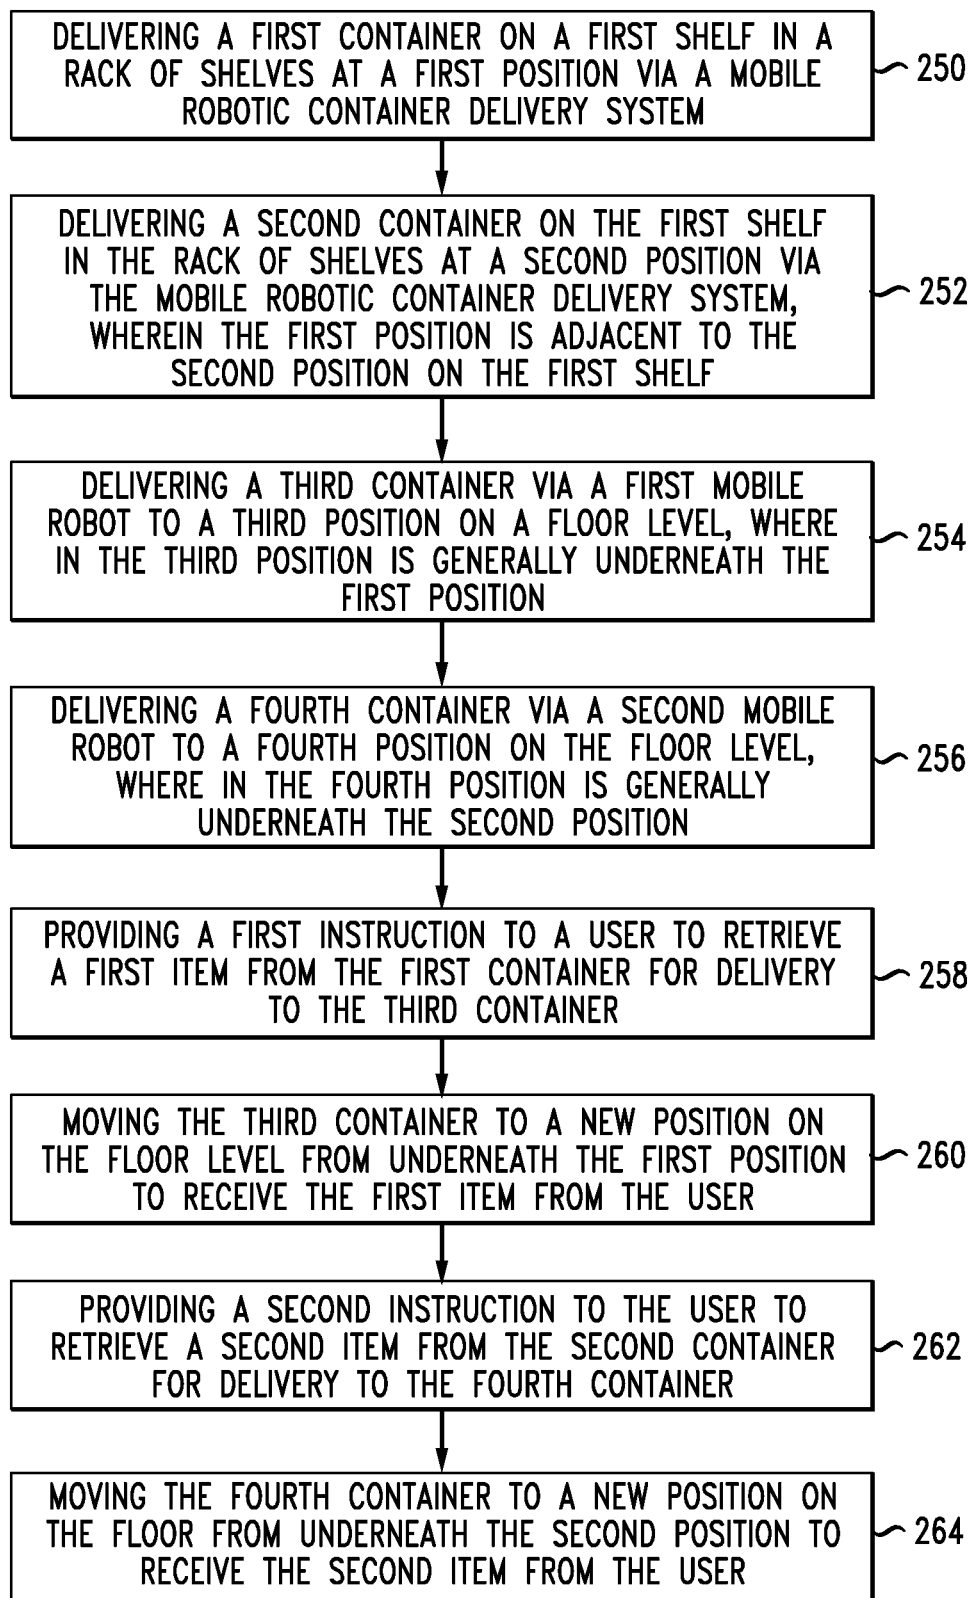 DELIVERING A FIRST CONTAINER ON A FIRST SHELF IN A
RACK OF SHELVES AT A FIRST POSITION VIA A MOBILE
ROBOTIC CONTAINER DELIVERY SYSTEM
250
DELIVERING A SECOND CONTAINER ON THE FIRST SHELF
IN THE RACK OF SHELVES AT A SECOND POSITION VIA
THE MOBILE ROBOTIC CONTAINER DELIVERY SYSTEM,
WHEREIN THE FIRST POSITION IS ADJACENT TO THE
SECOND POSITION ON THE FIRST SHELF
252
DELIVERING A THIRD CONTAINER VIA A FIRST MOBILE
ROBOT TO A THIRD POSITION ON A FLOOR LEVEL, WHERE
IN THE THIRD POSITION IS GENERALLY UNDERNEATH THE
FIRST POSITION
254
DELIVERING A FOURTH CONTAINER VIA A SECOND MOBILE
ROBOT TO A FOURTH POSITION ON THE FLOOR LEVEL,
WHERE IN THE FOURTH POSITION IS GENERALLY
UNDERNEATH THE SECOND POSITION
256
PROVIDING A FIRST INSTRUCTION TO A USER TO RETRIEVE
A FIRST ITEM FROM THE FIRST CONTAINER FOR DELIVERY
TO THE THIRD CONTAINER
258
MOVING THE THIRD CONTAINER TO A NEW POSITION ON
THE FLOOR LEVEL FROM UNDERNEATH THE FIRST POSITION
TO RECEIVE THE FIRST ITEM FROM THE USER
260
PROVIDING A SECOND INSTRUCTION TO THE USER TO
RETRIEVE A SECOND ITEM FROM THE SECOND CONTAINER
FOR DELIVERY TO THE FOURTH CONTAINER
262
MOVING THE FOURTH CONTAINER TO A NEW POSITION ON
THE FLOOR FROM UNDERNEATH THE SECOND POSITION TO
RECEIVE THE SECOND ITEM FROM THE USER
264